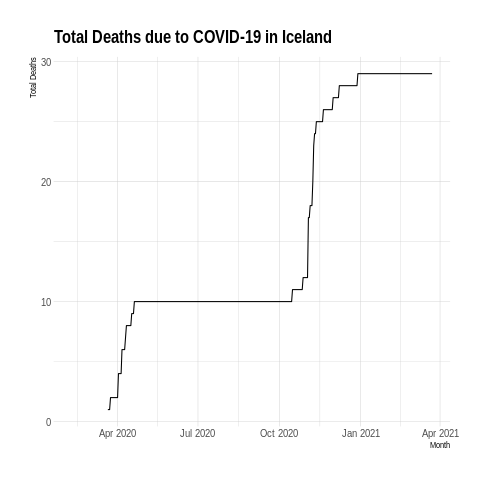 Total Deaths due to COVID-19 in Iceland
Total Deaths
30
20
10
0
Apr 2020 Jul 2020 Oct 2020 Jan 2021 Apr 2021
Month